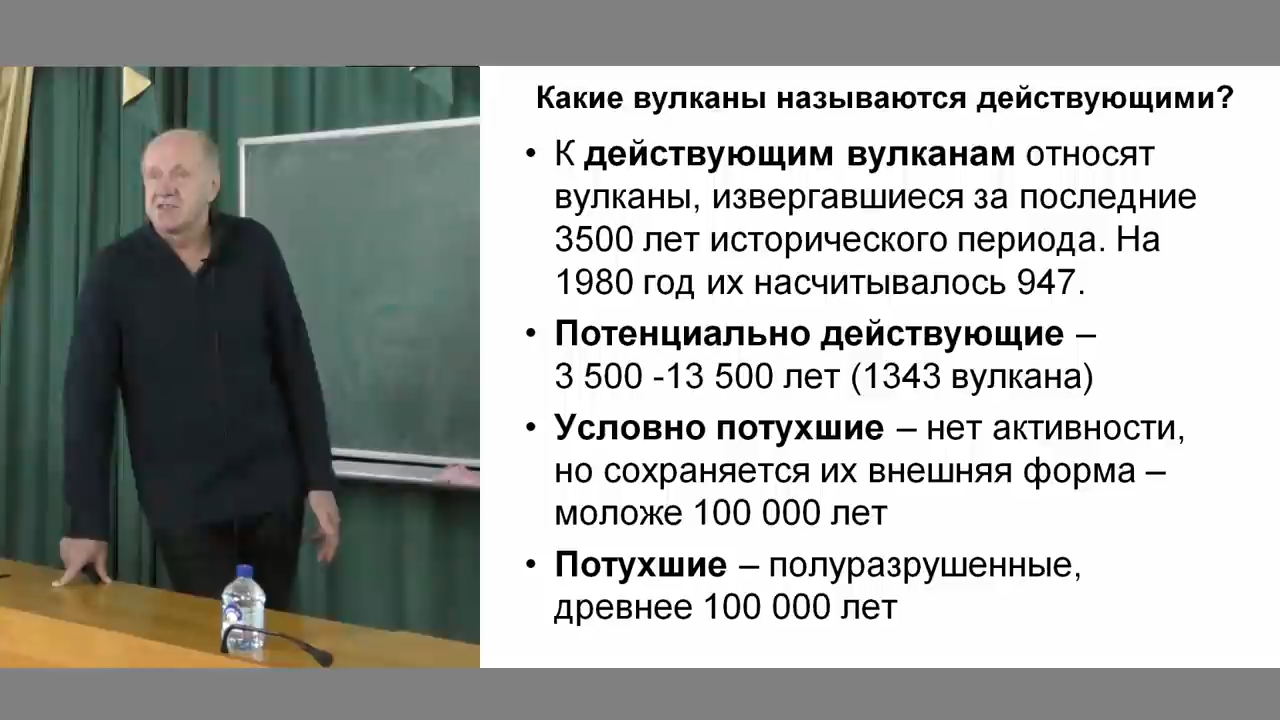 Какие вулканы называются действующими?
• К действующим вулканам относят
вулканы, извергавшиеся за последние
3500 лет исторического периода. На
1980 год их насчитывалось 947.
• Потенциально действующие –
3 500 -13 500 лет (1343 вулкана)
• Условно потухшие – нет активности,
но сохраняется их внешняя форма –
моложе 100 000 лет
• Потухшие – полуразрушенные,
древнее 100 000 лет